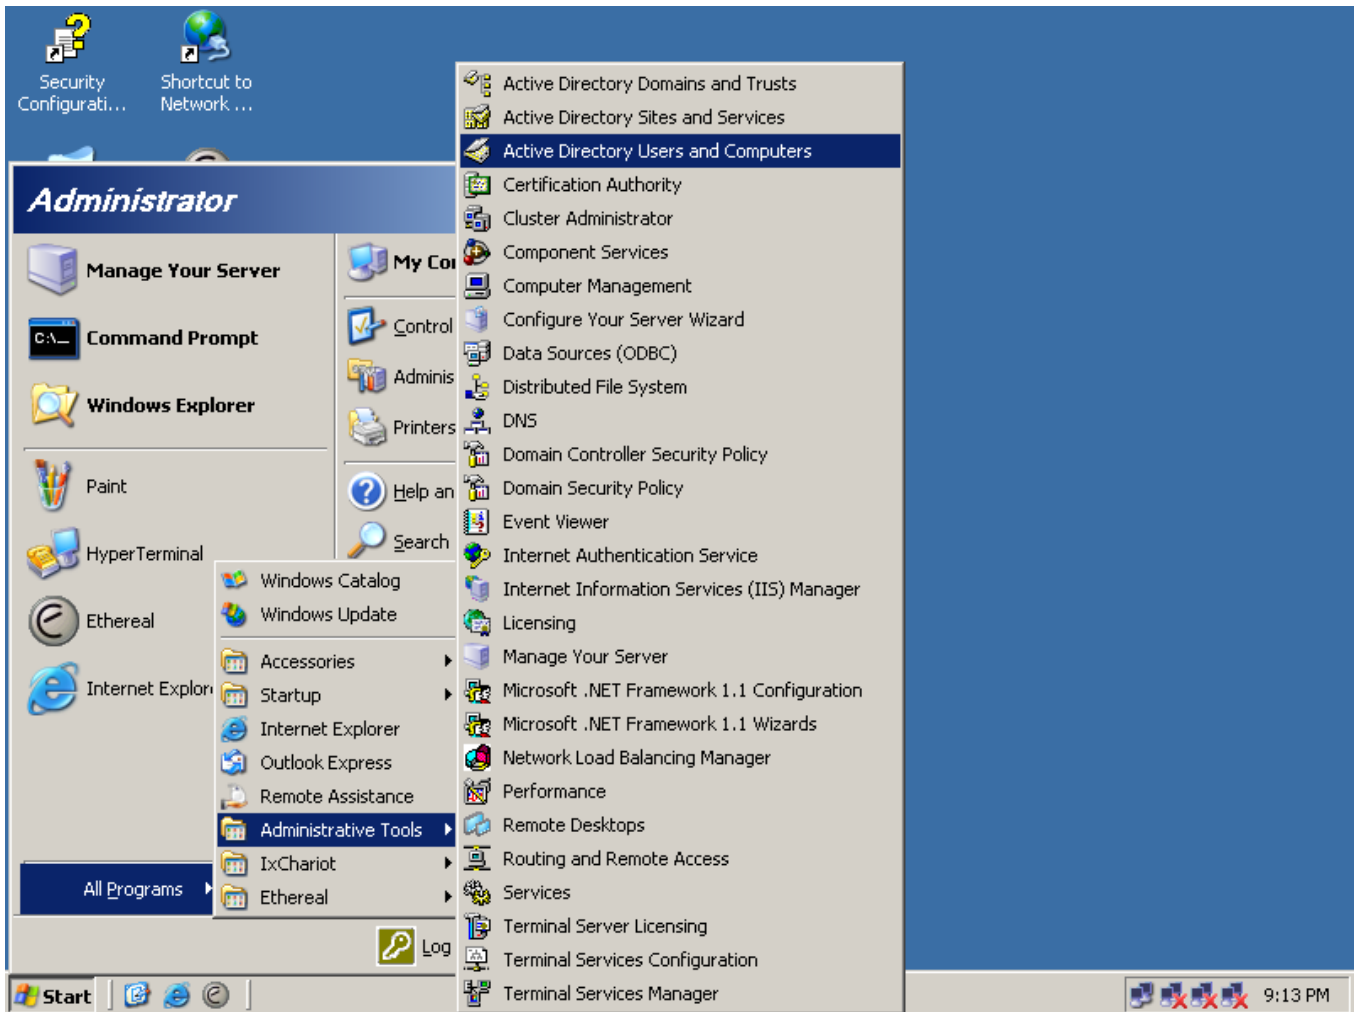 Security
Configurati...
Shortcut to
Network ...
Administrator
Manage Your Server
Command Prompt
Windows Explorer
Paint
HyperTerminal
Ethereal
Internet Explor
All Programs
My Co
Control
Adminis
Printers
Help an
Search
Log
Windows Catalog
Windows Update
Accessories
Startup
Internet Explorer
Outlook Express
Remote Assistance
Administrative Tools
IxChariot
Ethereal
Active Directory Domains and Trusts
Active Directory Sites and Services
Active Directory Users and Computers
Certification Authority
Cluster Administrator
Component Services
Computer Management
Configure Your Server Wizard
Data Sources (ODBC)
Distributed File System
DNS
Domain Controller Security Policy
Domain Security Policy
Event Viewer
Internet Authentication Service
Internet Information Services (IIS) Manager
Licensing
Manage Your Server
Microsoft .NET Framework 1.1 Configuration
Microsoft .NET Framework 1.1 Wizards
Network Load Balancing Manager
Performance
Remote Desktops
Routing and Remote Access
Services
Terminal Server Licensing
Terminal Services Configuration
Terminal Services Manager
Start
9:13 PM